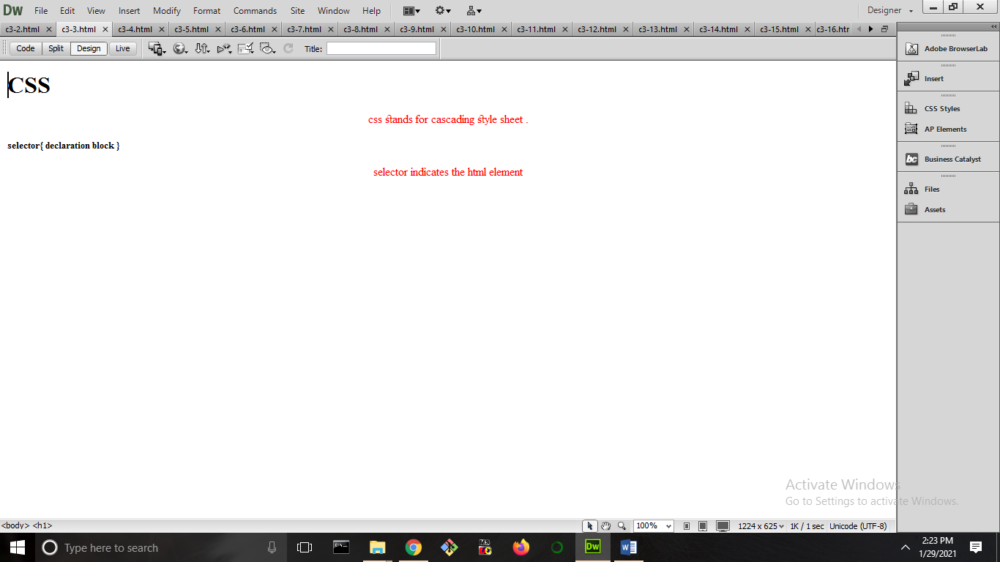 Dw File Edit View Insert Modify Format Commands Site Window Help Designer
c3-2.html c3-3.html c3-4.html c3-5.html c3-6.html c3-7.html c3-8.html c3-9.html c3-10.html c3-11.html c3-12.html c3-13.html c3-14.html c3-15.html c3-16.htr
Code Split Design Live Title:
CSS
css stands for cascading style sheet .
selector{ declaration block }
selector indicates the html element
Adobe BrowserLab
Insert
CSS Styles
AP Elements
bc Business Catalyst
Files
Assets
Activate Windows
Go to Settings to activate Windows.
<body> <h1> 100% 1224 x 625 1K / 1 sec Unicode (UTF-8)
Type here to search Dw W 2:23 PM
1/29/2021